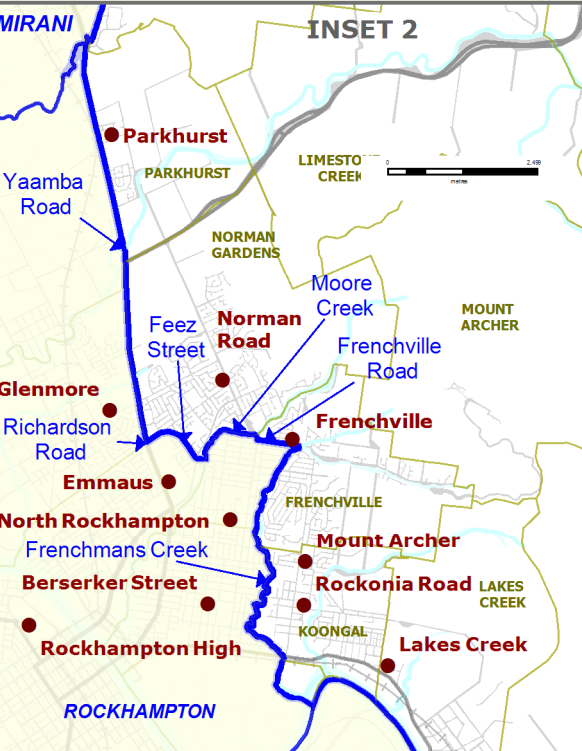 MIRANI
INSET 2
Parkhurst
PARKHURST
LIMESTO
CREEK
0
2,499
metres
Yaamba
Road
NORMAN
GARDENS
Moore
Creek
MOUNT
ARCHER
Feez
Street
Norman
Road
Frenchville
Road
Glenmore
Richardson
Road
Frenchville
Emmaus
FRENCHVILLE
North Rockhampton
Mount Archer
Frenchmans Creek
Berserker Street
Rockonia Road
LAKES
CREEK
KOONGAL
Rockhampton High
Lakes Creek
ROCKHAMPTON